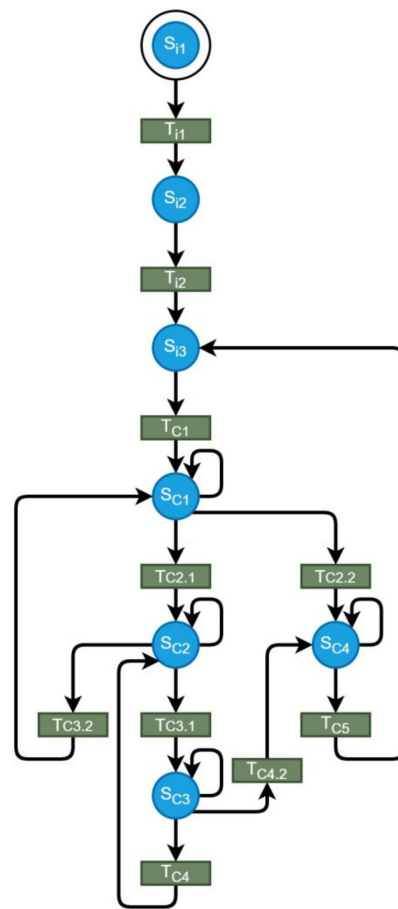 Si1
Ti1
Si2
Ti2
Si3
TC1
SC1
TC2.1
TC2.2
SC2
SC4
TC3.2
TC3.1
TC5
TC4.2
SC3
TC4